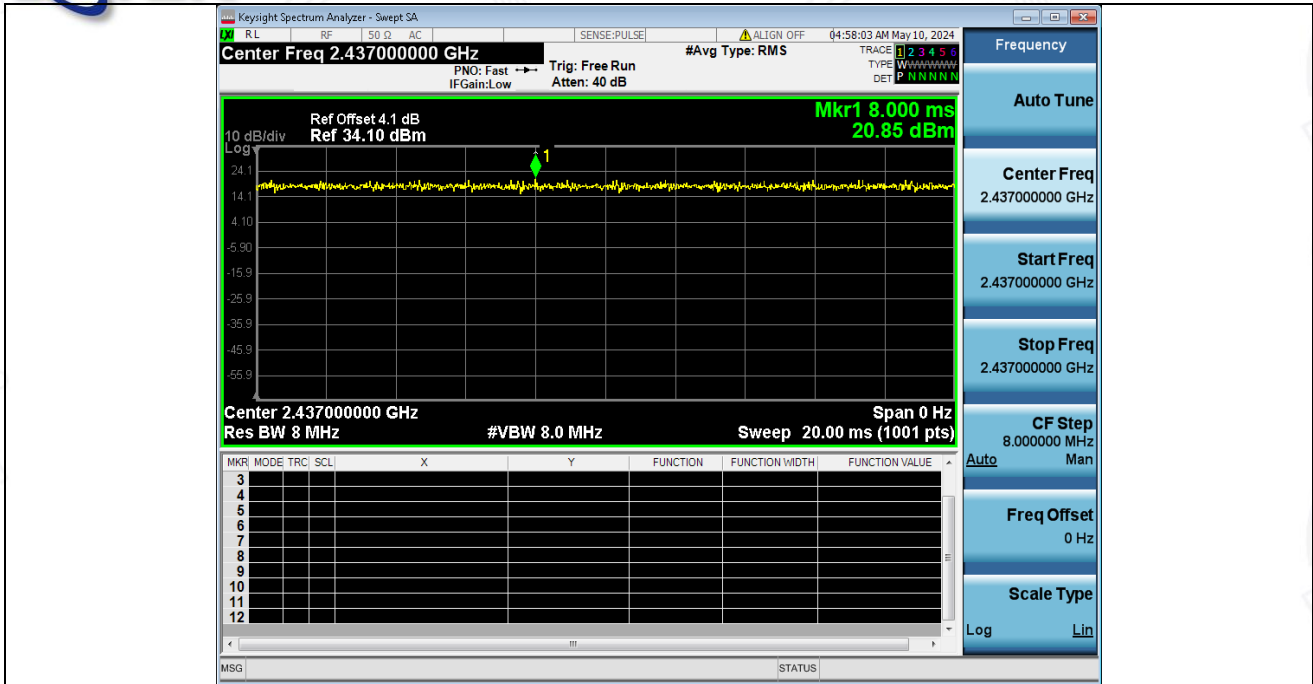 Keysight Spectrum Analyzer - Swept SA
LXI RL RF 50 Ω AC SENSE:PULSE ALIGN OFF 04:58:03 AM May 10, 2024
Center Freq 2.437000000 GHz
PNO: Fast
IFGain:Low
Trig: Free Run
Atten: 40 dB
#Avg Type: RMS
TRACE 1 2 3 4 5 6
TYPE W W W W W W
DET P N N N N N
Mkr1 8.000 ms
20.85 dBm
Ref Offset 4.1 dB
10 dB/div Ref 34.10 dBm
Log
1
24.1
14.1
4.10
-5.90
-15.9
-25.9
-35.9
-45.9
-55.9
Center 2.437000000 GHz Span 0 Hz
Res BW 8 MHz #VBW 8.0 MHz Sweep 20.00 ms (1001 pts)
MKR MODE TRC SCL X Y FUNCTION FUNCTION WIDTH FUNCTION VALUE
3
4
5
6
7
8
9
10
11
12
MSG STATUS
Frequency
Auto Tune
Center Freq
2.437000000 GHz
Start Freq
2.437000000 GHz
Stop Freq
2.437000000 GHz
CF Step
8.000000 MHz
Auto Man
Freq Offset
0 Hz
Scale Type
Log Lin